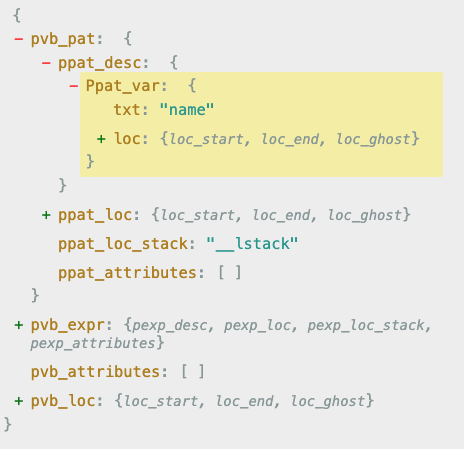 {
− pvb_pat: {
− ppat_desc: {
− Ppat_var: {
txt: "name"
+ loc: {loc_start, loc_end, loc_ghost}
}
}
+ ppat_loc: {loc_start, loc_end, loc_ghost}
ppat_loc_stack: "__lstack"
ppat_attributes: [ ]
}
+ pvb_expr: {pexp_desc, pexp_loc, pexp_loc_stack,
pexp_attributes}
pvb_attributes: [ ]
+ pvb_loc: {loc_start, loc_end, loc_ghost}
}